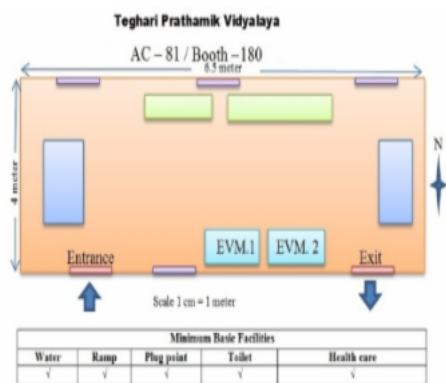 Teghari Prathamik Vidyalaya
AC – 81 / Booth –180
6.5 meter
4 meter
N
EVM.1 EVM. 2
Entrance Exit
Scale 1 cm = 1 meter
Minimum Basic Facilities
Water Ramp Plug point Toilet Health care
√ √ √ √ √